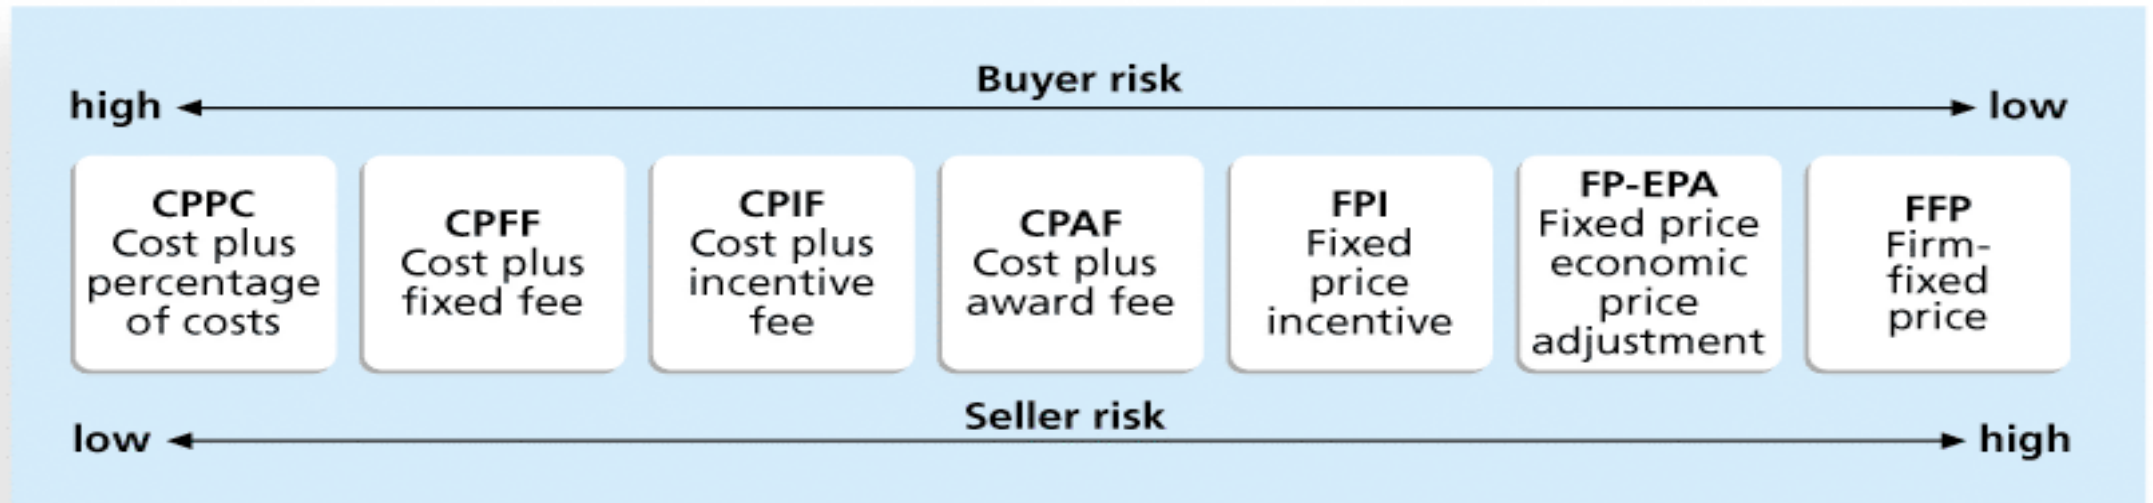 Buyer risk
high
low
CPPC
Cost plus
percentage
of costs
CPFF
Cost plus
fixed fee
CPIF
Cost plus
incentive
fee
CPAF
Cost plus
award fee
FPI
Fixed
price
incentive
FP-EPA
Fixed price
economic
price
adjustment
FFP
Firm-
fixed
price
Seller risk
low
high